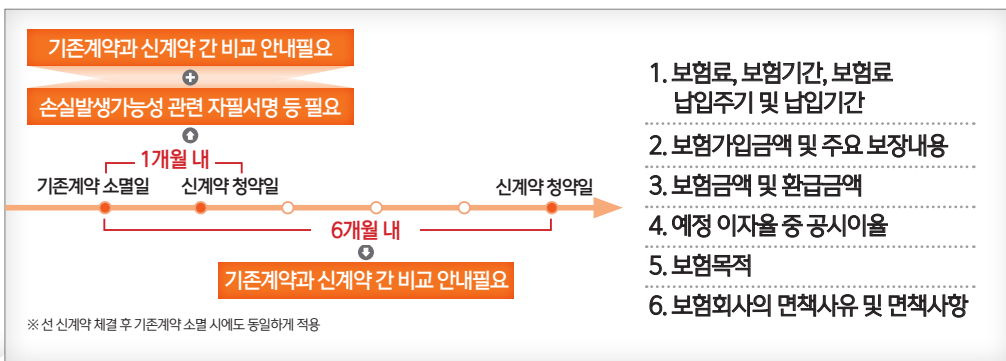 기존계약과 신계약 간 비교 안내필요
손실발생가능성 관련 자필서명 등 필요
1개월 내
기존계약 소멸일
신계약 청약일
신계약 청약일
6개월 내
기존계약과 신계약 간 비교 안내필요
※ 선 신계약 체결 후 기존계약 소멸 시에도 동일하게 적용
1. 보험료, 보험기간, 보험료
납입주기 및 납입기간
2. 보험가입금액 및 주요 보장내용
3. 보험금액 및 환급금액
4. 예정 이자율 중 공시이율
5. 보험목적
6. 보험회사의 면책사유 및 면책사항